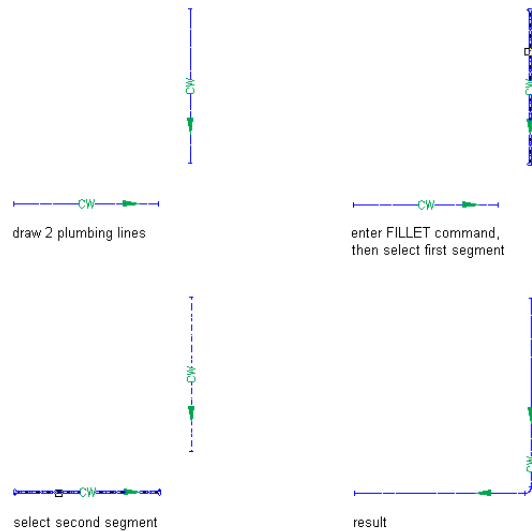 CW
CW
CW
CW
draw 2 plumbing lines
enter FILLET command,
then select first segment
CW
CW
CW
select second segment
result